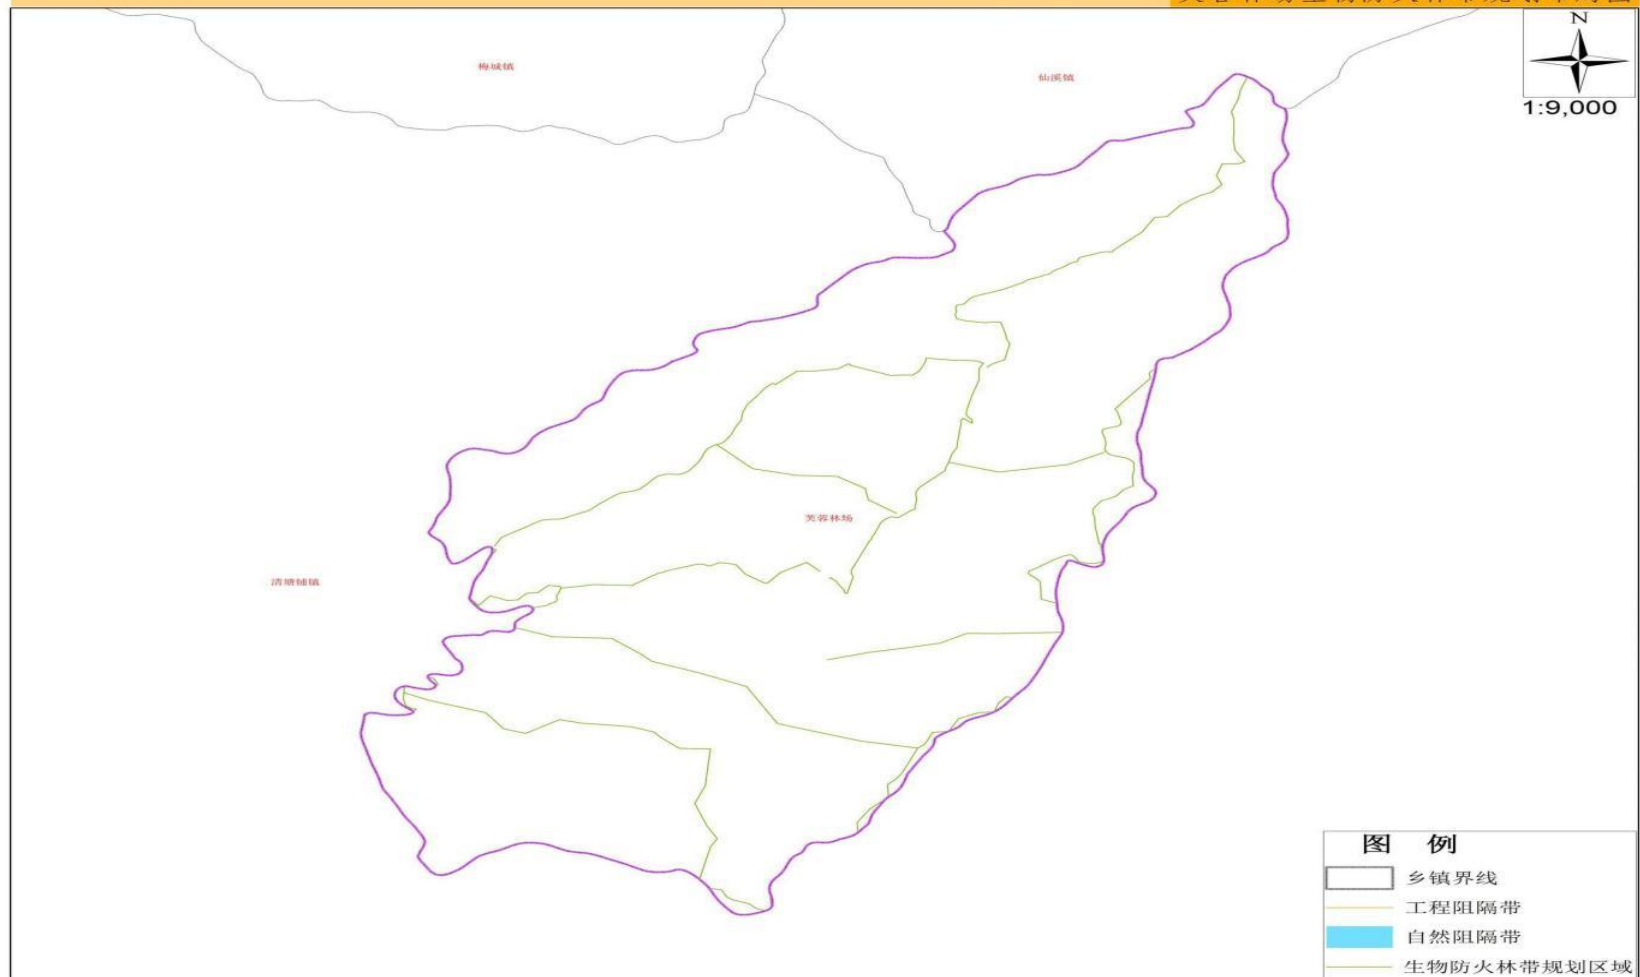 N
1:9,000
梅城镇
仙溪镇
芙蓉林场
清塘铺镇
图 例
乡镇界线
工程阻隔带
自然阻隔带
生物防火林带规划区域